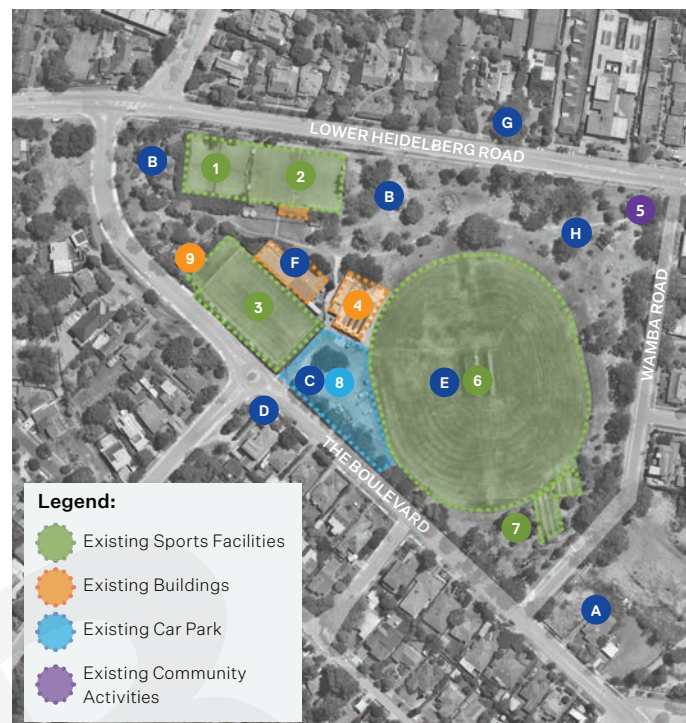 G
LOWER HEIDELBERG ROAD
B
1
2
B
5
H
9
F
WAMBA ROAD
3
4
C
8
E
6
D
THE BOULEVARD
7
A
Legend:
Existing Sports Facilities
Existing Buildings
Existing Car Park
Existing Community
Activities